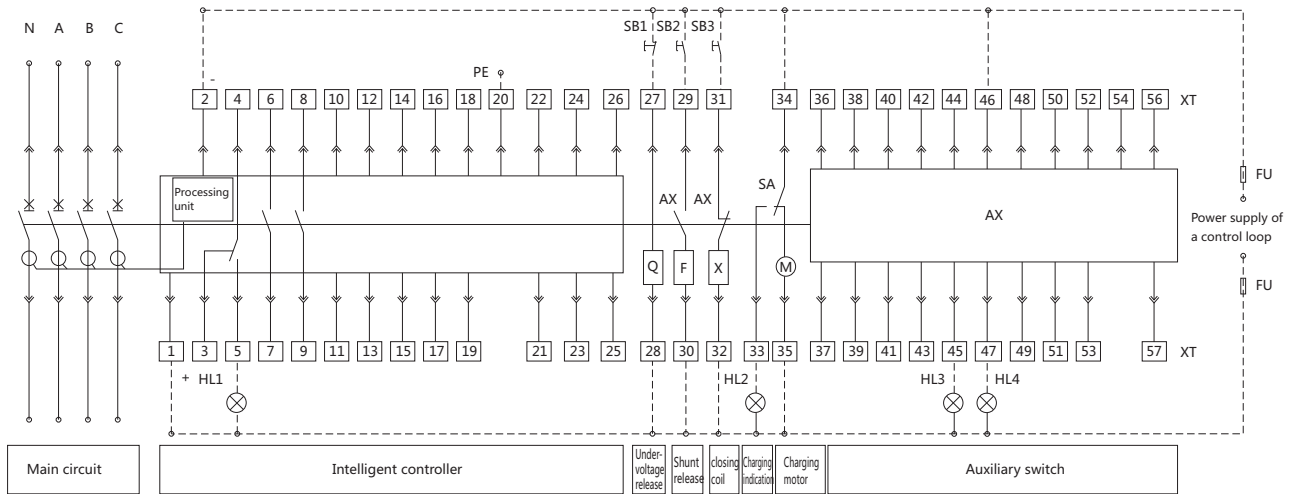 N A B C
SB1 SB2 SB3
PE
-
2 4 6 8 10 12 14 16 18 20 22 24 26 27 29 31 34 36 38 40 42 44 46 48 50 52 54 56 XT
FU
Processing
unit
AX AX SA
AX
Power supply of
a control loop
Q F X M
FU
1 3 5 7 9 11 13 15 17 19 21 23 25 28 30 32 33 35 37 39 41 43 45 47 49 51 53 57 XT
+ HL1 HL2 HL3 HL4
Main circuit
Intelligent controller
Under-
voltage
release
Shunt
release
closing
coil
Charging
indication
Charging
motor
Auxiliary switch